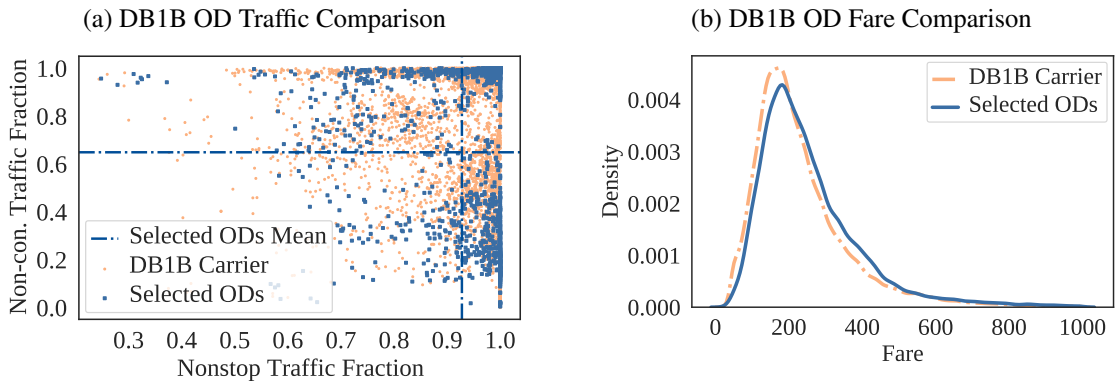 (a) DB1B OD Traffic Comparison
Non-con. Traffic Fraction
1.0
0.8
0.6
0.4
0.2
0.0
Selected ODs Mean
DB1B Carrier
Selected ODs
0.3 0.4 0.5 0.6 0.7 0.8 0.9 1.0
Nonstop Traffic Fraction
(b) DB1B OD Fare Comparison
Density
0.004
0.003
0.002
0.001
0.000
DB1B Carrier
Selected ODs
0 200 400 600 800 1000
Fare